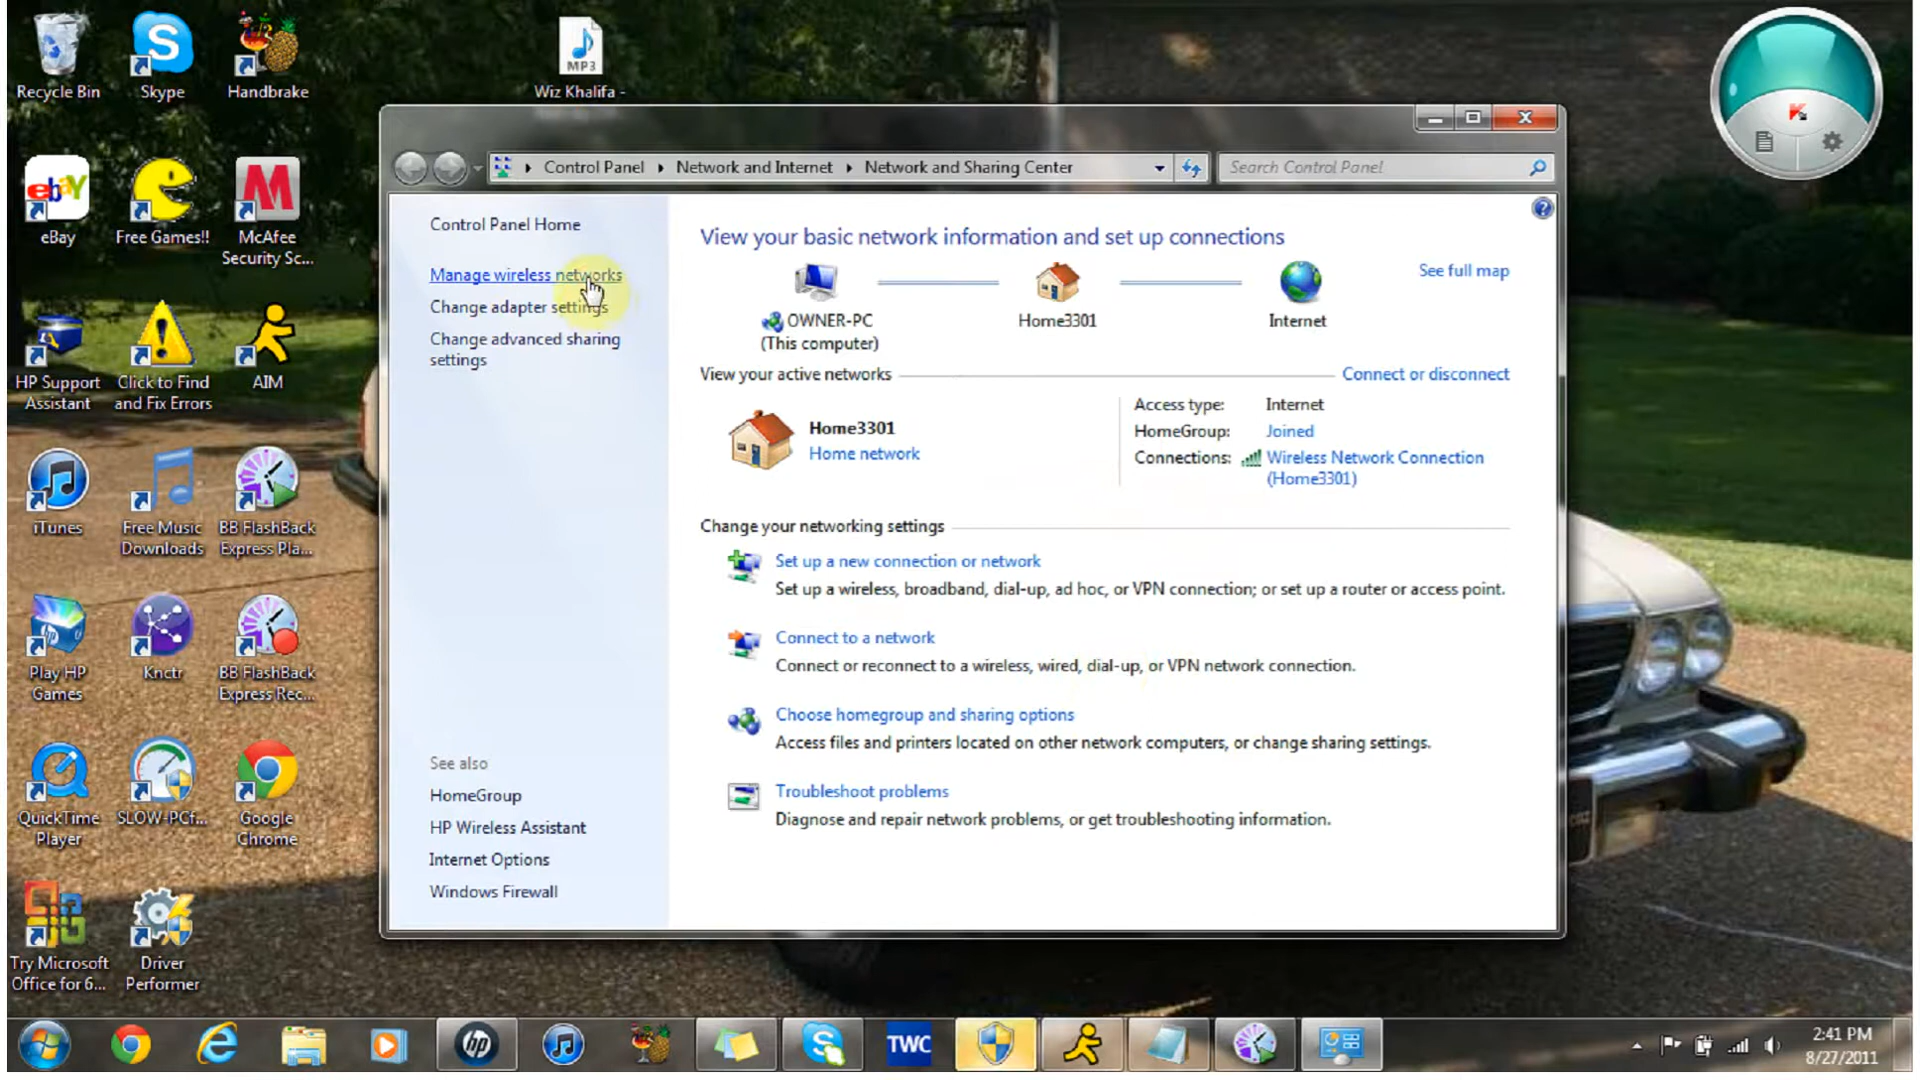 Recycle Bin
Skype
Handbrake
MP3
Wiz Khalifa -
eBay
ebay
Free Games!!
McAfee
Security Sc...
HP Support
Assistant
Click to Find
and Fix Errors
AIM
iTunes
Free Music
Downloads
BB FlashBack
Express Pla...
Play HP
Games
Knctr
BB FlashBack
Express Rec...
QuickTime
Player
SLOW-PCf...
Google
Chrome
Try Microsoft
Office for 6...
Driver
Performer
Control Panel
Network and Internet
Network and Sharing Center
Search Control Panel
Control Panel Home
Manage wireless networks
Change adapter settings
Change advanced sharing
settings
See also
HomeGroup
HP Wireless Assistant
Internet Options
Windows Firewall
View your basic network information and set up connections
See full map
OWNER-PC
(This computer)
Home3301
Internet
View your active networks
Connect or disconnect
Home3301
Home network
Access type: Internet
HomeGroup: Joined
Connections: Wireless Network Connection
(Home3301)
Change your networking settings
Set up a new connection or network
Set up a wireless, broadband, dial-up, ad hoc, or VPN connection; or set up a router or access point.
Connect to a network
Connect or reconnect to a wireless, wired, dial-up, or VPN network connection.
Choose homegroup and sharing options
Access files and printers located on other network computers, or change sharing settings.
Troubleshoot problems
Diagnose and repair network problems, or get troubleshooting information.
hp
TWC
2:41 PM
8/27/2011